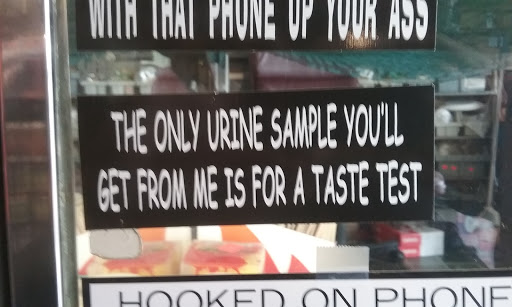 WITH THAT PHONE UP YOUR ASS
THE ONLY URINE SAMPLE YOU'LL
GET FROM ME IS FOR A TASTE TEST
HOOKED ON PHONE